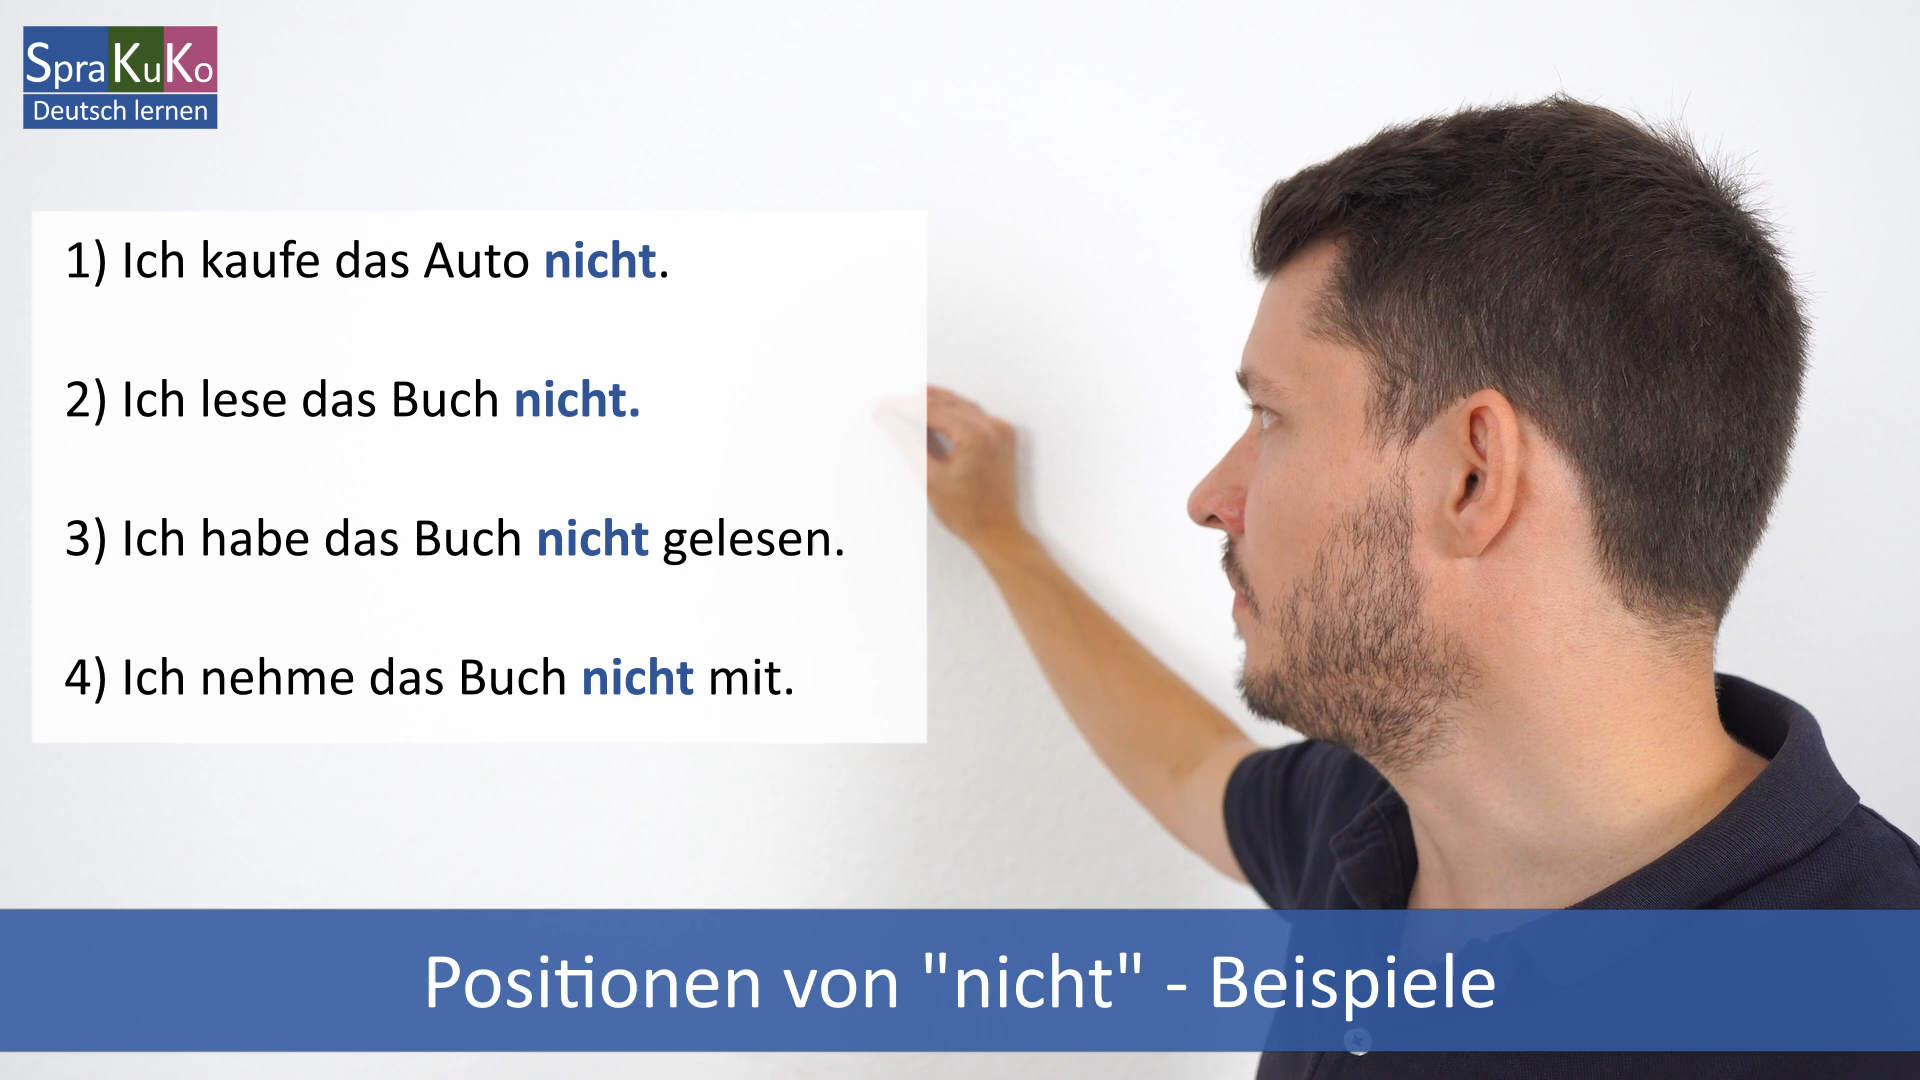 SpraKuKo
Deutsch lernen
1) Ich kaufe das Auto nicht.
2) Ich lese das Buch nicht.
3) Ich habe das Buch nicht gelesen.
4) Ich nehme das Buch nicht mit.
Positionen von "nicht" - Beispiele